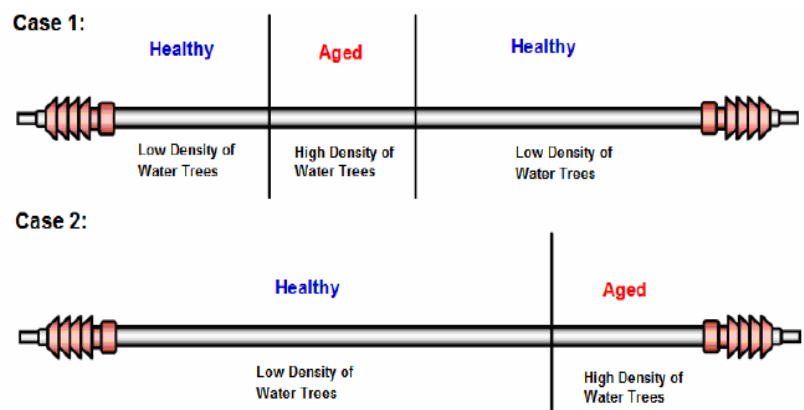 Case 1:
Healthy
Aged
Healthy
Low Density of
Water Trees
High Density of
Water Trees
Low Density of
Water Trees
Case 2:
Healthy
Aged
Low Density of
Water Trees
High Density of
Water Trees